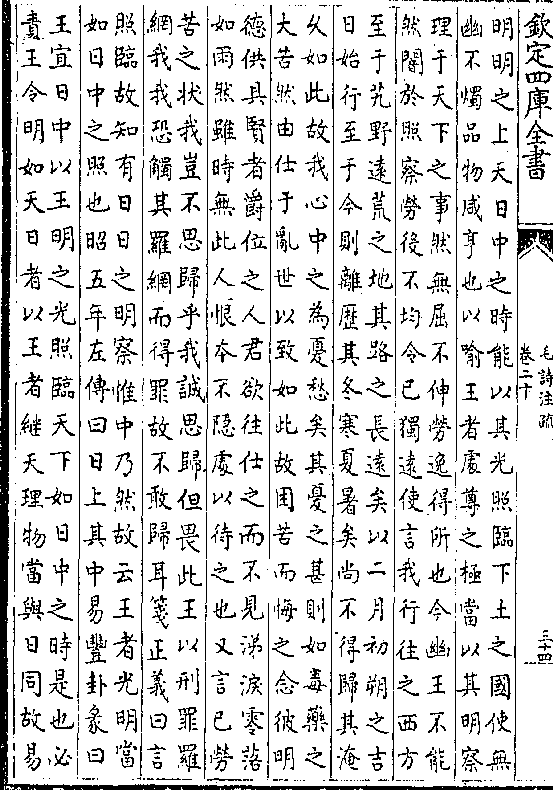 欽定四庫全書
毛詩注疏
卷二十
三十四
明明之上天日中之時能以其光照臨下土之國使無
幽不燭品物咸亨也以喻王者處尊之極當以其明察
理于天下之事然無屈不伸勞逸得所也今幽王不能
然闇於照察勞役不均令已獨遠使言我行往之西方
至于艽野遠荒之地其路之長遠矣以二月初朔之吉
日始行至于今則離歷其冬寒夏暑矣尚不得歸其淹
久如此故我心中之為憂愁矣其憂之甚則如毒藥之
大苦然由仕于亂世以致如此故困苦而悔之念彼明
德供具賢者爵位之人君欲往仕之而不見涕淚零落
如雨然雖時無此人恨本不隠處以待之也又言已勞
苦之狀我豈不思歸乎我誠思歸但畏此王以刑罪羅
網我我恐觸其羅網而得罪故不敢歸耳箋正義曰言
照臨故知有日日之明察惟中乃然故云王者光明當
如日中之照也昭五年左傳曰日上其中易豐卦彖曰
王宜日中以王明之光照臨天下如日中之時是也必
責王令明如天日者以王者継天理物當與日同故易